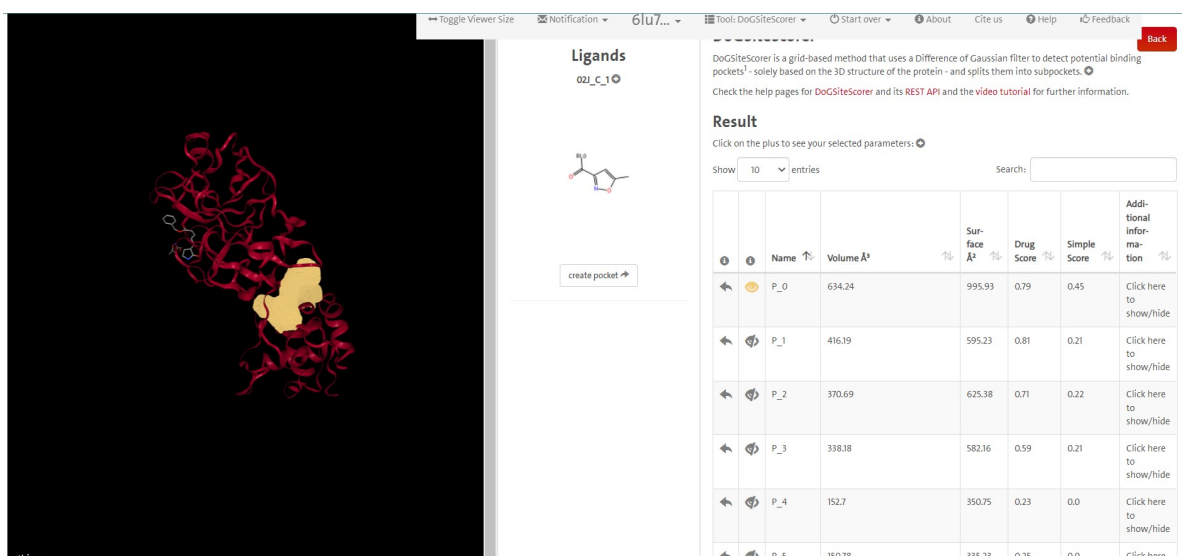 Toggle Viewer Size Notification 6lu7... Tool: DoGSiteScorer Start over About Cite us Help Feedback
Back
Ligands
02J_C_1
create pocket
DoGSiteScorer is a grid-based method that uses a Difference of Gaussian filter to detect potential binding
pockets1 - solely based on the 3D structure of the protein - and splits them into subpockets.
Check the help pages for DoGSiteScorer and its REST API and the video tutorial for further information.
Result
Click on the plus to see your selected parameters:
Show 10 entries Search:
Name Volume Å³ Sur-
face
Å² Drug
Score Simple
Score Addi-
tional
infor-
ma-
tion
P_0 634.24 995.93 0.79 0.45 Click here
to
show/hide
P_1 416.19 595.23 0.81 0.21 Click here
to
show/hide
P_2 370.69 625.38 0.71 0.22 Click here
to
show/hide
P_3 338.18 582.16 0.59 0.21 Click here
to
show/hide
P_4 152.7 350.75 0.23 0.0 Click here
to
show/hide